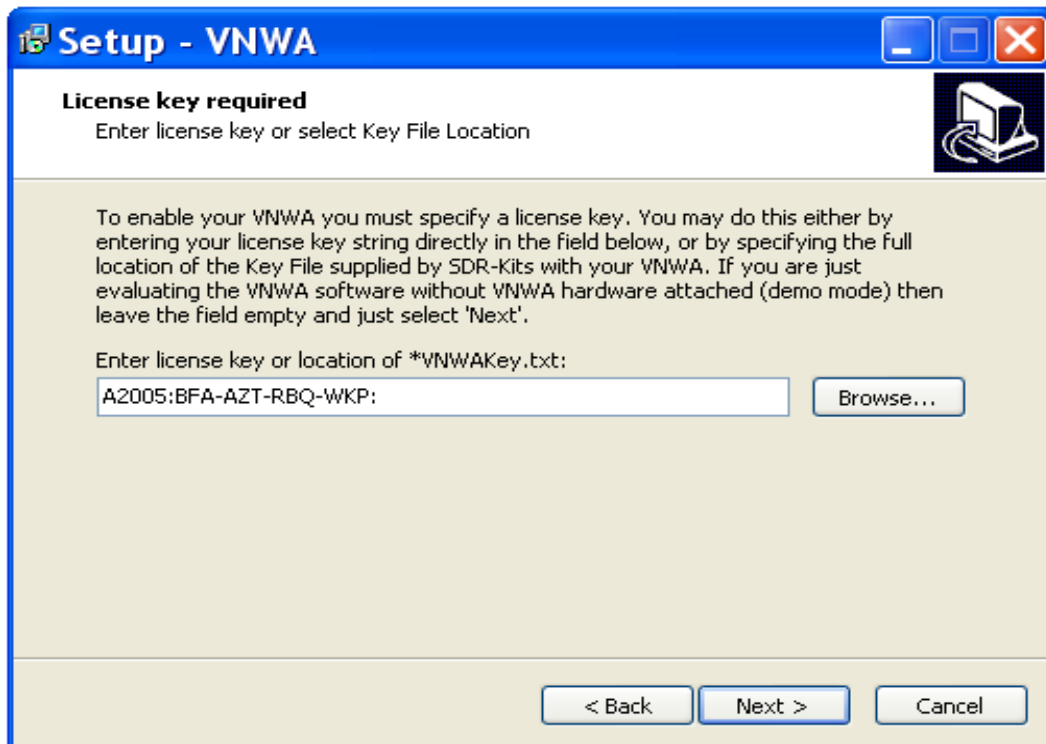 Setup - VNWA
License key required
Enter license key or select Key File Location
To enable your VNWA you must specify a license key. You may do this either by
entering your license key string directly in the field below, or by specifying the full
location of the Key File supplied by SDR-Kits with your VNWA. If you are just
evaluating the VNWA software without VNWA hardware attached (demo mode) then
leave the field empty and just select 'Next'.
Enter license key or location of *VNWAKey.txt:
A2005:BFA-AZT-RBQ-WKP:
Browse...
< Back
Next >
Cancel